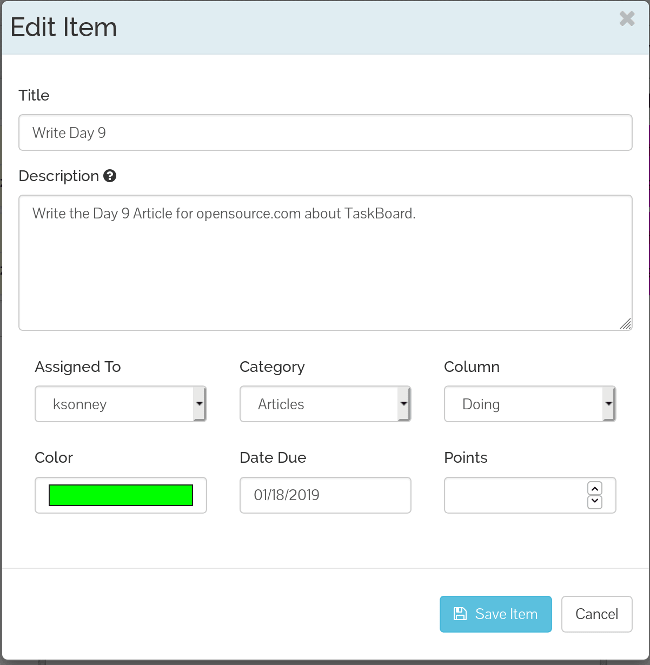 Edit Item
Title
Write Day 9
Description
Write the Day 9 Article for opensource.com about TaskBoard.
Assigned To Category Column
ksonney Articles Doing
Color Date Due Points
01/18/2019
Save Item Cancel